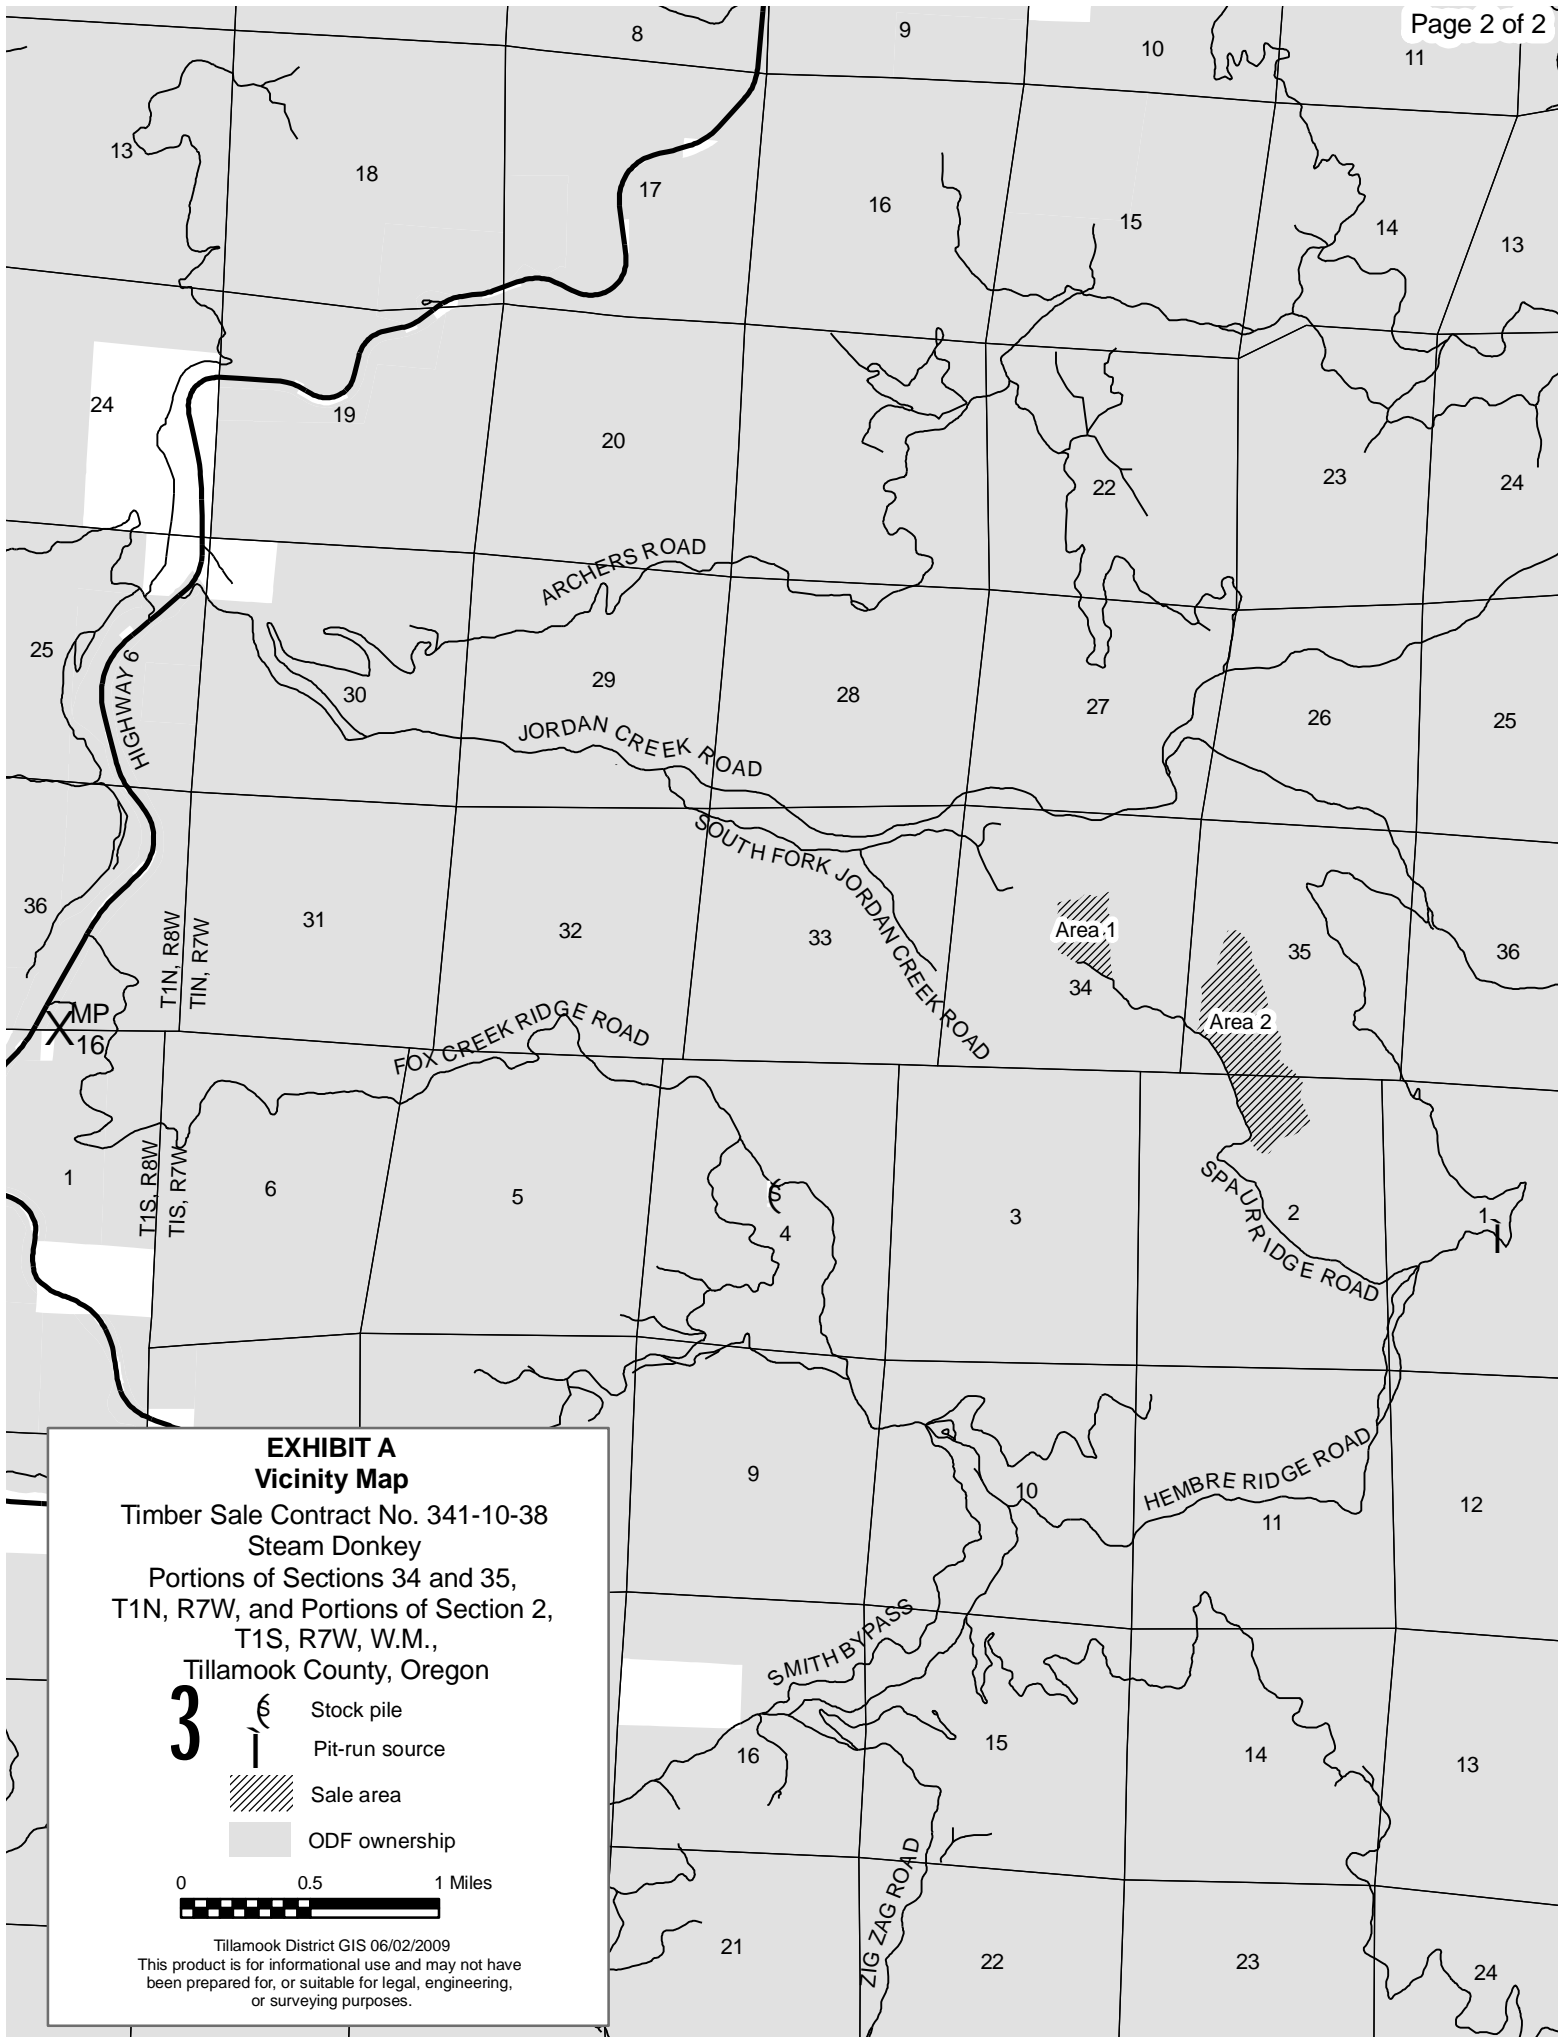 Page 2 of 2
8
9
10
11
13
18
17
16
15
14
13
24
19
20
22
23
24
ARCHERS ROAD
25
HIGHWAY 6
30
29
28
27
26
25
JORDAN CREEK ROAD
SOUTH FORK JORDAN CREEK ROAD
36
T1N, R8W
TIN, R7W
31
32
33
Area 1
34
35
36
Area 2
MP
16
X
FOX CREEK RIDGE ROAD
1
T1S, R8W
TIS, R7W
6
5
S
4
3
SPAUR RIDGE ROAD
2
1
9
10
HEMBRE RIDGE ROAD
11
12
SMITH BYPASS
16
15
14
13
ZIG ZAG ROAD
21
22
23
24
EXHIBIT A
Vicinity Map
Timber Sale Contract No. 341-10-38
Steam Donkey
Portions of Sections 34 and 35,
T1N, R7W, and Portions of Section 2,
T1S, R7W, W.M.,
Tillamook County, Oregon
3
S Stock pile
Pit-run source
Sale area
ODF ownership
0 0.5 1 Miles
Tillamook District GIS 06/02/2009
This product is for informational use and may not have
been prepared for, or suitable for legal, engineering,
or surveying purposes.